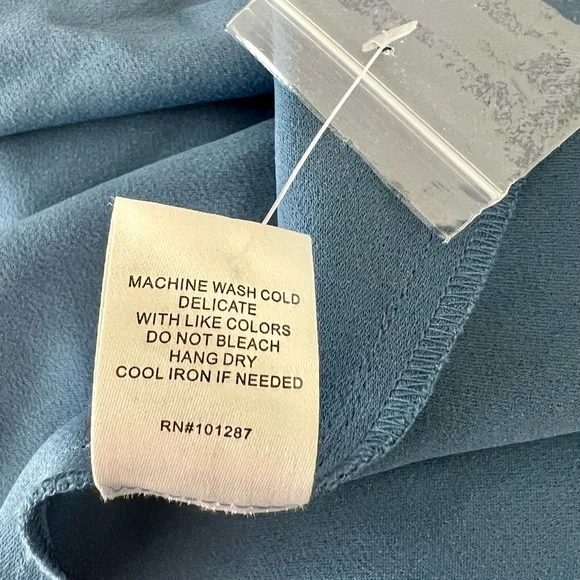 MACHINE WASH COLD
DELICATE
WITH LIKE COLORS
DO NOT BLEACH
HANG DRY
COOL IRON IF NEEDED
RN#101287